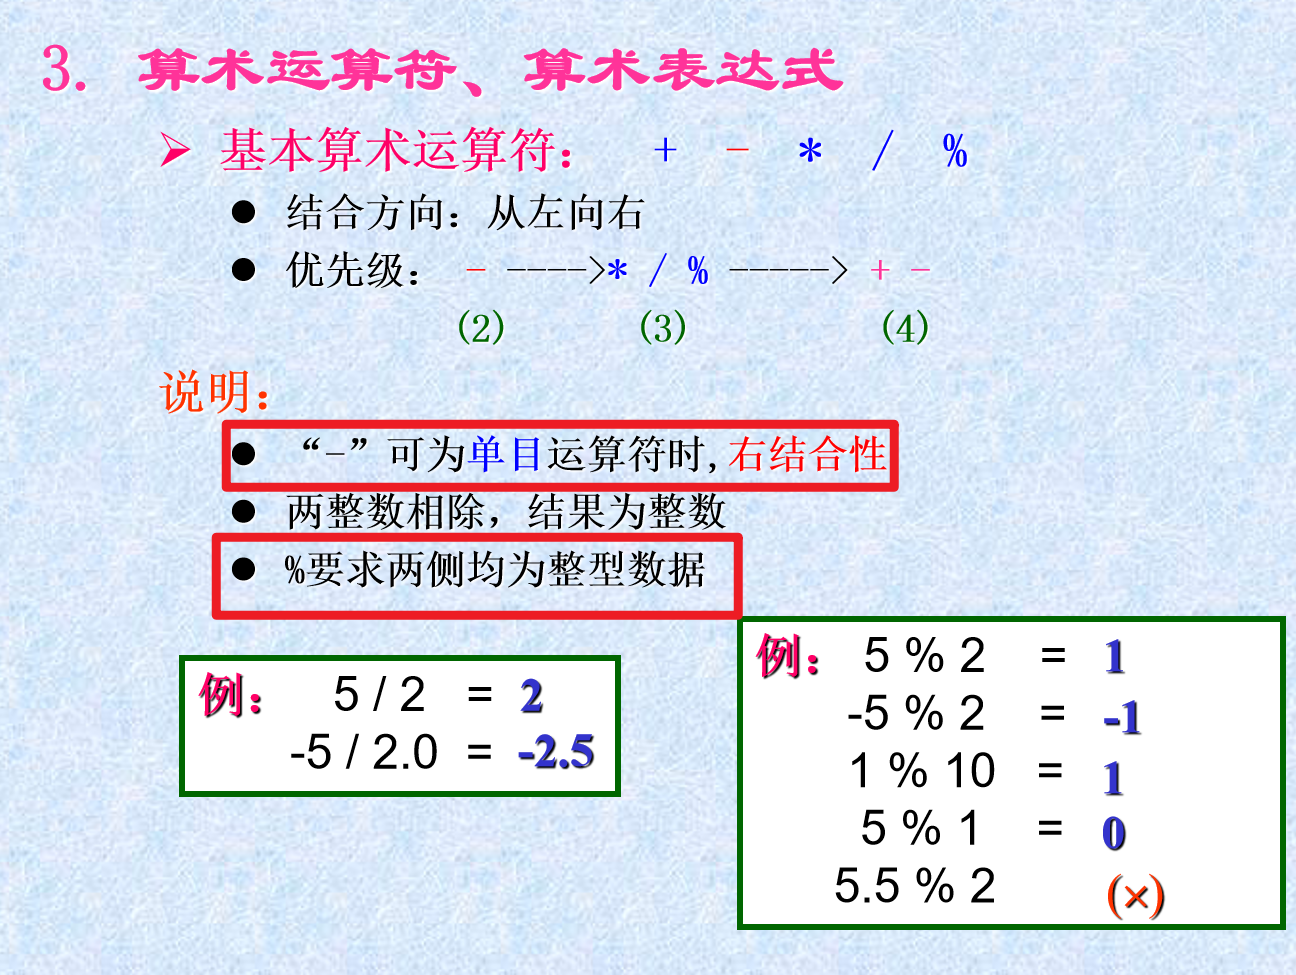 3. 算术运算符、算术表达式
➢ 基本算术运算符： + - * / %
● 结合方向：从左向右
● 优先级： - ---->* / % -----> + -
(2) (3) (4)
说明：
● “-”可为单目运算符时,右结合性
● 两整数相除，结果为整数
● %要求两侧均为整型数据
例： 5 / 2 = 2
-5 / 2.0 = -2.5
例： 5 % 2 = 1
-5 % 2 = -1
1 % 10 = 1
5 % 1 = 0
5.5 % 2 (×)